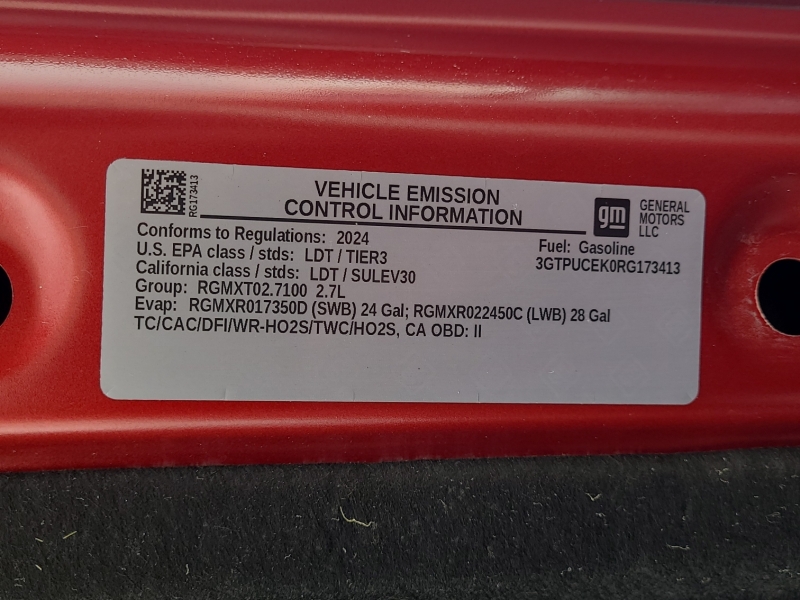 RG173413
VEHICLE EMISSION
CONTROL INFORMATION
gm
GENERAL
MOTORS
LLC
Conforms to Regulations: 2024
U.S. EPA class / stds: LDT / TIER3
California class / stds: LDT / SULEV30
Group: RGMXT02.7100 2.7L
Fuel: Gasoline
3GTPUCEK0RG173413
Evap: RGMXR017350D (SWB) 24 Gal; RGMXR022450C (LWB) 28 Gal
TC/CAC/DFI/WR-HO2S/TWC/HO2S, CA OBD: II